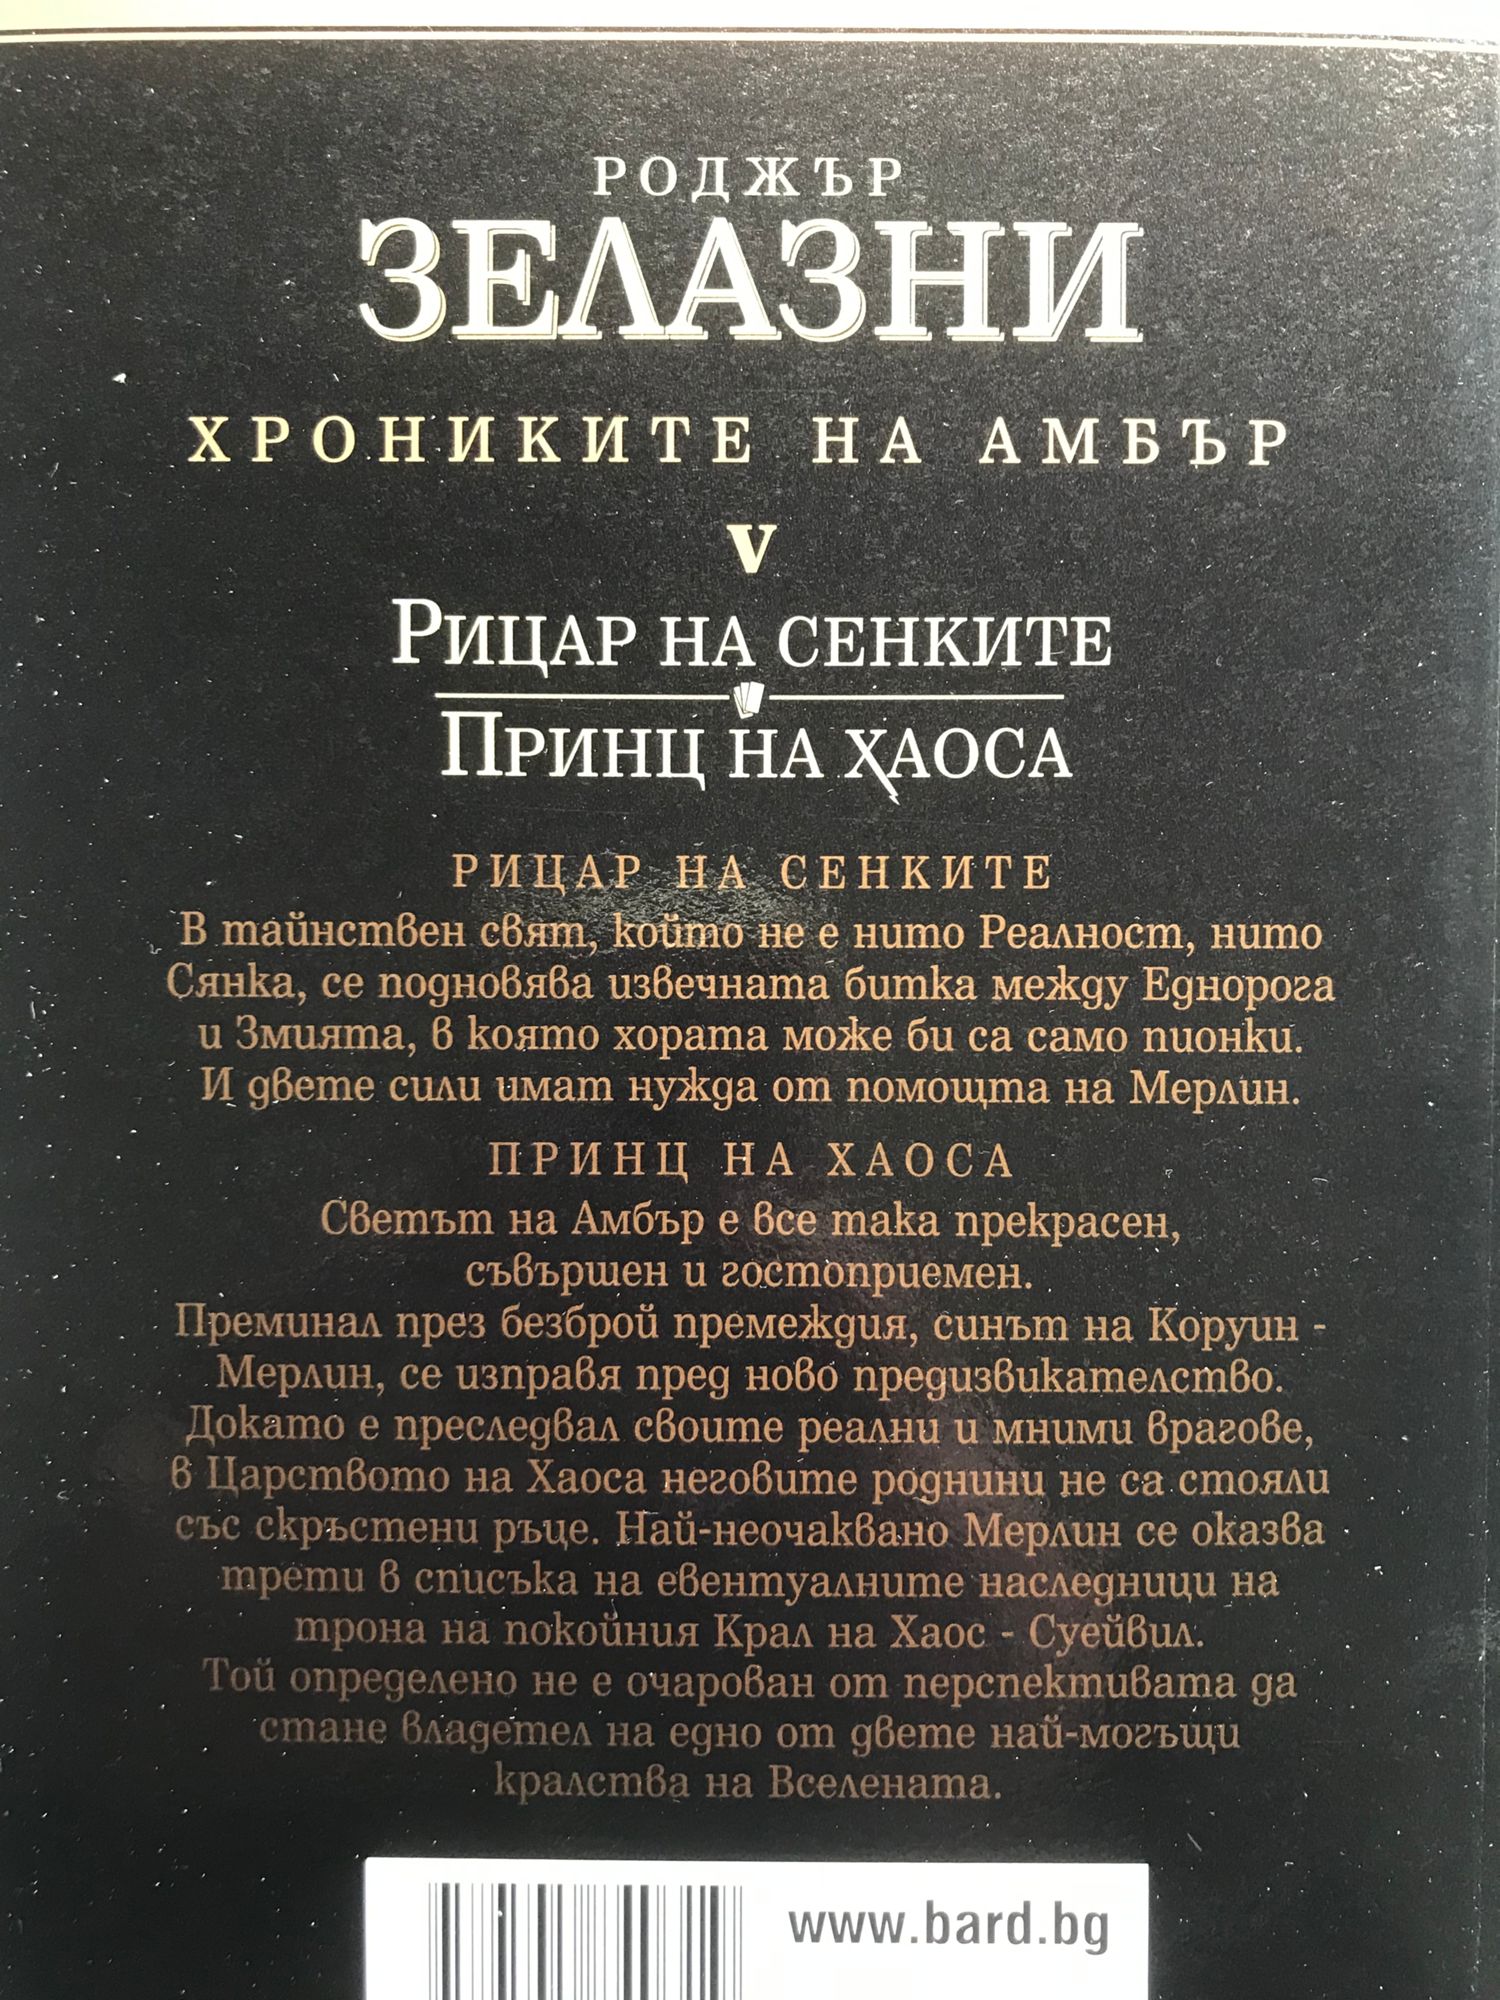 РОДЖЪР
ЗЕЛАЗНИ
ХРОНИКИТЕ НА АМБЪР
V
РИЦАР НА СЕНКИТЕ
ПРИНЦ НА ХАОСА
РИЦАР НА СЕНКИТЕ
В тайнствен свят, който не е нито Реалност, нито
Сянка, се подновява извечната битка между Еднорога
и Змията, в която хората може би са само пионки.
И двете сили имат нужда от помощта на Мерлин.
ПРИНЦ НА ХАОСА
Светът на Амбър е все така прекрасен,
съвършен и гостоприемен.
Преминал през безброй премеждия, синът на Коруин -
Мерлин, се изправя пред ново предизвикателство.
Докато е преследвал своите реални и мними врагове,
в Царството на Хаоса неговите роднини не са стояли
със скръстени ръце. Най-неочаквано Мерлин се оказва
трети в списъка на евентуалните наследници на
трона на покойния Крал на Хаос - Суейвил.
Той определено не е очарован от перспективата да
стане владетел на едно от двете най-могъщи
кралства на Вселената.
www.bard.bg